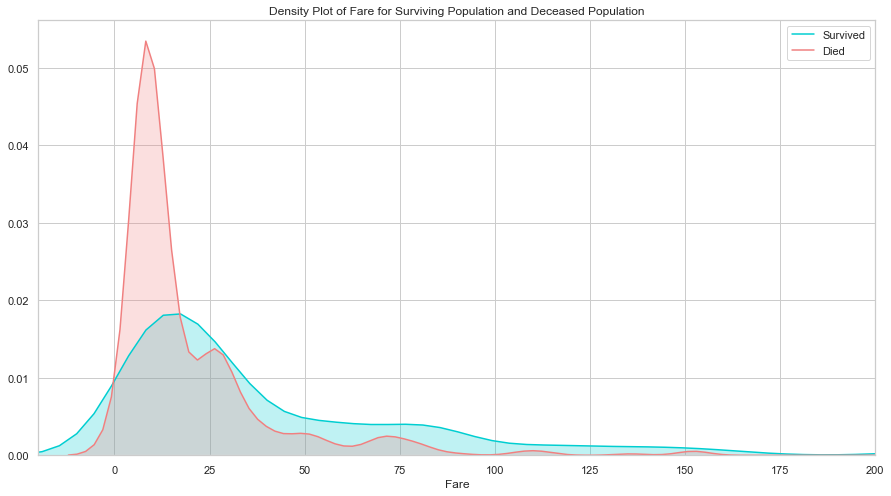 Density Plot of Fare for Surviving Population and Deceased Population
Survived
Died
0.05
0.04
0.03
0.02
0.01
0.00
0 25 50 75 100 125 150 175 200
Fare